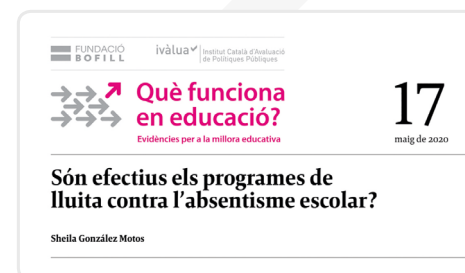 FUNDACIÓ
BOFILL
ivàlua
Institut Català d'Avaluació
de Polítiques Públiques
Què funciona
en educació?
Evidències per a la millora educativa
17
maig de 2020
Són efectius els programes de
lluita contra l'absentisme escolar?
Sheila González Motos